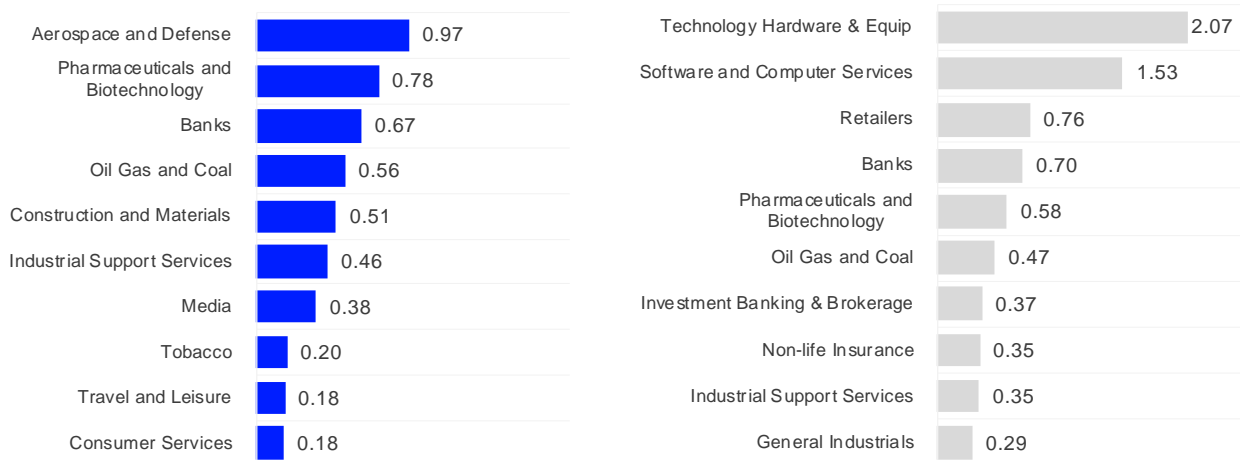 Aerospace and Defense 0.97
Pharmaceuticals and
Biotechnology 0.78
Banks 0.67
Oil Gas and Coal 0.56
Construction and Materials 0.51
Industrial Support Services 0.46
Media 0.38
Tobacco 0.20
Travel and Leisure 0.18
Consumer Services 0.18
Technology Hardware & Equip 2.07
Software and Computer Services 1.53
Retailers 0.76
Banks 0.70
Pharmaceuticals and
Biotechnology 0.58
Oil Gas and Coal 0.47
Investment Banking & Brokerage 0.37
Non-life Insurance 0.35
Industrial Support Services 0.35
General Industrials 0.29